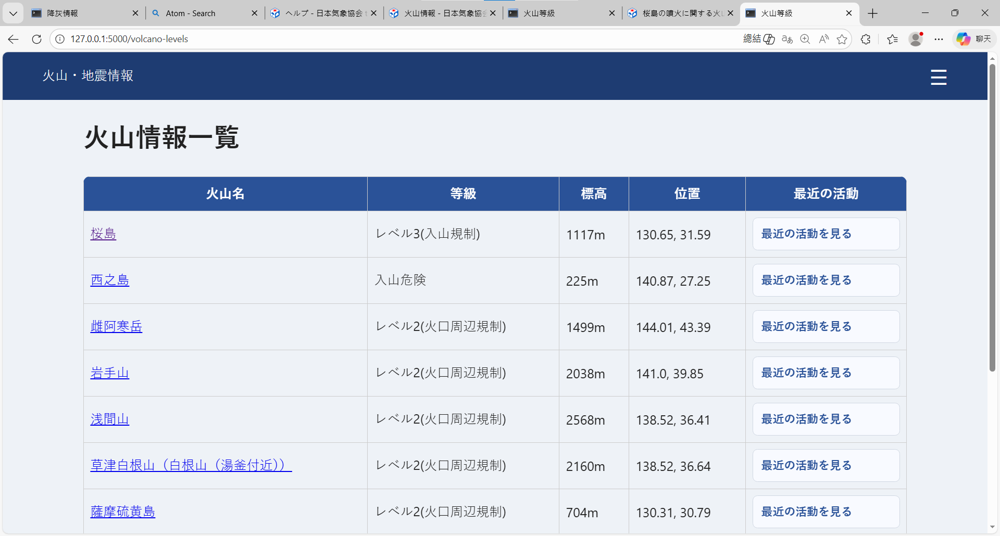 降灰情報
Atom - Search
ヘルプ - 日本気象協会 t
火山情報 - 日本気象協会
火山等級
桜島の噴火に関する火山
火山等級
127.0.0.1:5000/volcano-levels
總結
聊天
火山・地震情報
火山情報一覧
火山名 等級 標高 位置 最近の活動
桜島 レベル3(入山規制) 1117m 130.65, 31.59 最近の活動を見る
西之島 入山危険 225m 140.87, 27.25 最近の活動を見る
雌阿寒岳 レベル2(火口周辺規制) 1499m 144.01, 43.39 最近の活動を見る
岩手山 レベル2(火口周辺規制) 2038m 141.0, 39.85 最近の活動を見る
浅間山 レベル2(火口周辺規制) 2568m 138.52, 36.41 最近の活動を見る
草津白根山（白根山（湯釜付近）） レベル2(火口周辺規制) 2160m 138.52, 36.64 最近の活動を見る
薩摩硫黄島 レベル2(火口周辺規制) 704m 130.31, 30.79 最近の活動を見る